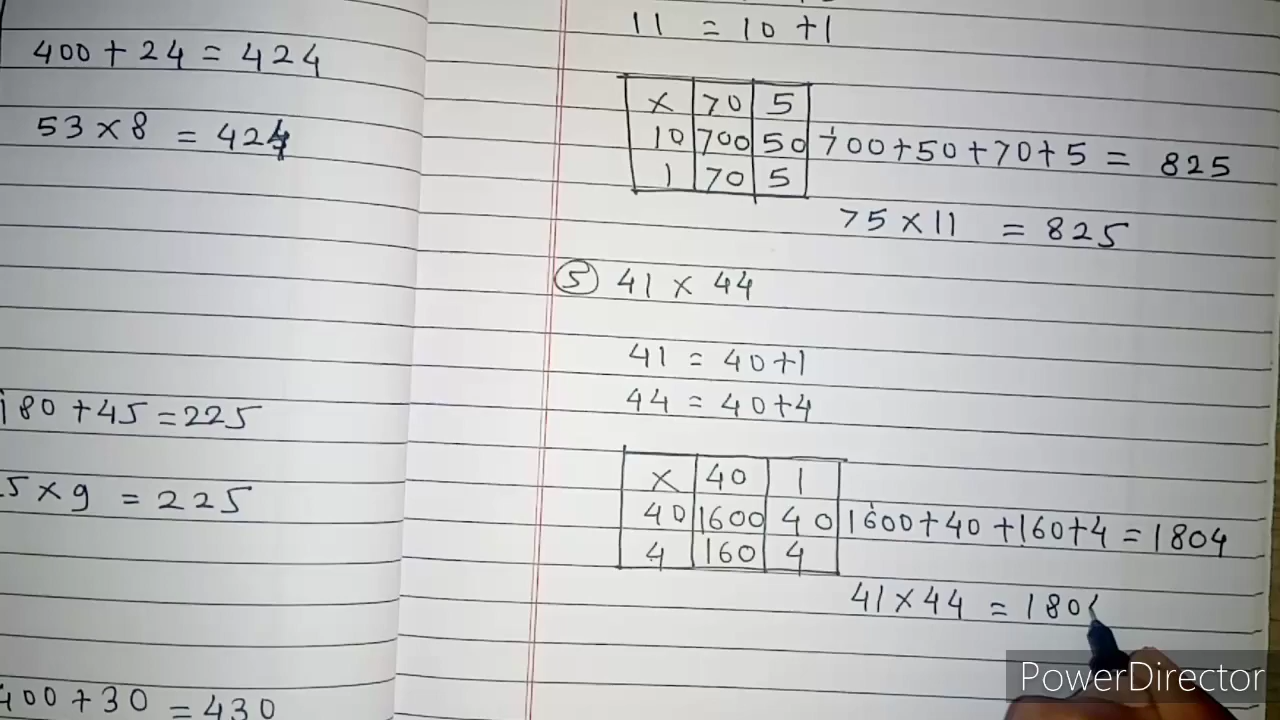 400 + 24 = 424
53 × 8 = 424
180 + 45 = 225
5 × 9 = 225
400 + 30 = 430
11 = 10 + 1
× 70 5
10 700 50 700 + 50 + 70 + 5 = 825
1 70 5
75 × 11 = 825
5 41 × 44
41 = 40 + 1
44 = 40 + 4
× 40 1
40 1600 40 1600 + 40 + 160 + 4 = 1804
4 160 4
41 × 44 = 180
PowerDirector